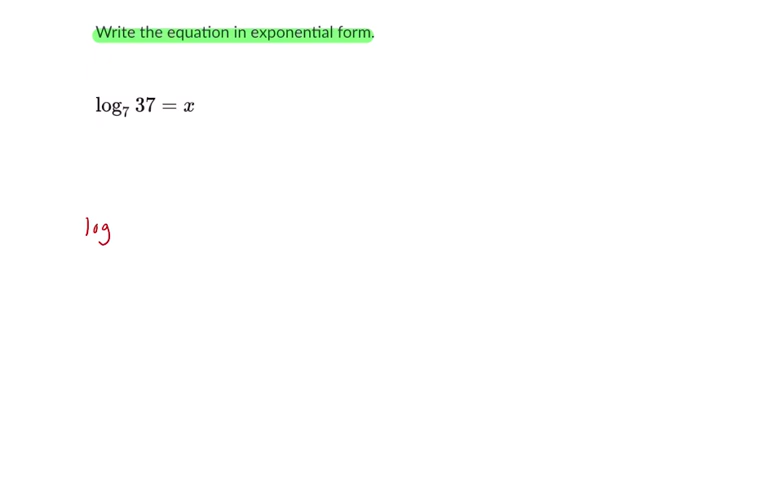 Write the equation in exponential form.
log₇ 37 = x
log